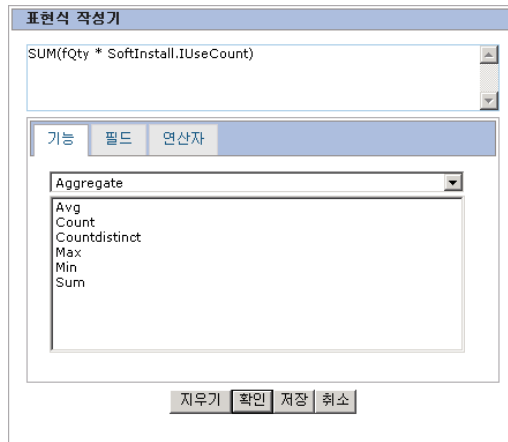 표현식 작성기
SUM(fQty * SoftInstall.lUseCount)
기능 필드 연산자
Aggregate
Avg
Count
Countdistinct
Max
Min
Sum
지우기 확인 저장 취소